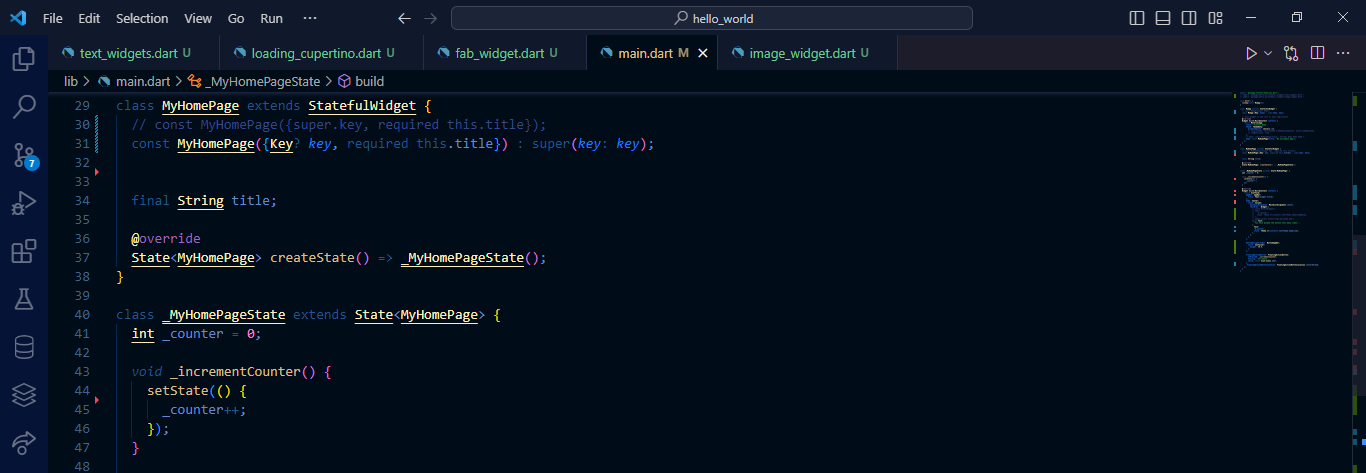 File Edit Selection View Go Run ··· hello_world
text_widgets.dart U loading_cupertino.dart U fab_widget.dart U main.dart M image_widget.dart U
lib > main.dart > _MyHomePageState > build
29 class MyHomePage extends StatefulWidget {
30 // const MyHomePage({super.key, required this.title});
31 const MyHomePage({Key? key, required this.title}) : super(key: key);
32
33
34 final String title;
35
36 @override
37 State<MyHomePage> createState() => _MyHomePageState();
38 }
39
40 class _MyHomePageState extends State<MyHomePage> {
41 int _counter = 0;
42
43 void _incrementCounter() {
44 setState(() {
45 _counter++;
46 });
47 }
48
7